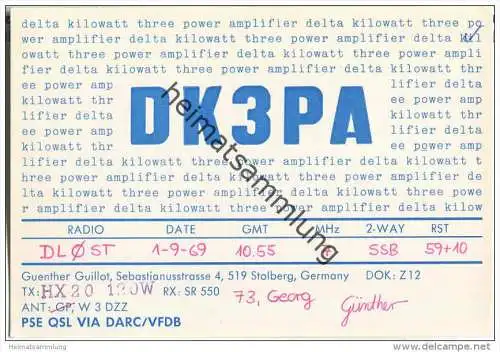 delta kilowatt three power amplifier delta kilowatt three po
wer amplifier delta kilowatt three power amplifier delta kil
owatt three power amplifier delta kilowatt three power ampli
fier delta kilowatt three power amplifier delta kilowatt thr
ee power amp lifier delta
kilowatt thr ee power amp
lifier delta kilowatt thr
ee power amp lifier delta
kilowatt thr ee power amp
lifier delta kilowatt three power amplifier delta kilowatt t
hree power amplifier delta kilowatt three power amplifier de
lta kilowatt three power amplifier delta kilowatt three powe
r amplifier delta kilowatt three power amplifier delta kilow
DK3PA
heimatsammlung.de
RADIO DATE GMT MHz 2-WAY RST
DLØST 1-9-69 10.55 SSB 59+10
Guenther Guillot, Sebastianusstrasse 4, 519 Stolberg, Germany DOK: Z12
TX: HX20 120W RX: SR 550 73, Georg Günther
ANT: GP, W 3 DZZ
PSE QSL VIA DARC/VFDB
Heimatsammlung www.delcampe.net